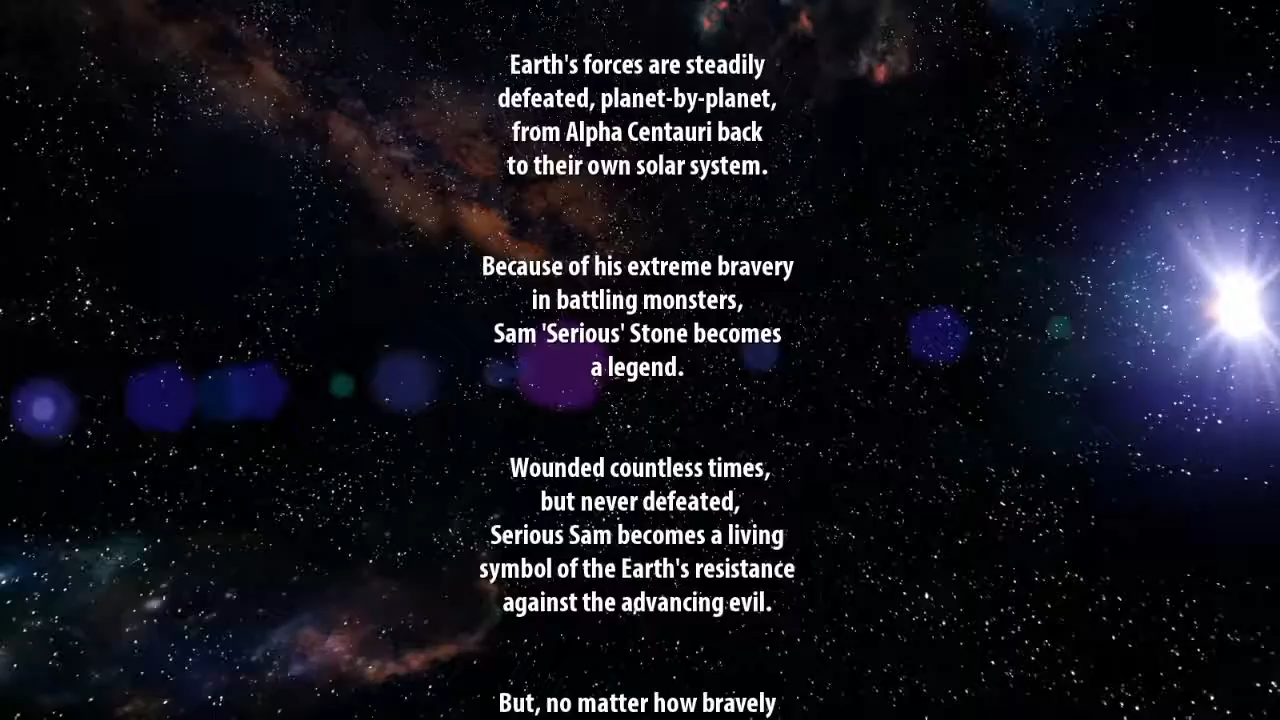 Earth's forces are steadily
defeated, planet-by-planet,
from Alpha Centauri back
to their own solar system.
Because of his extreme bravery
in battling monsters,
Sam 'Serious' Stone becomes
a legend.
Wounded countless times,
but never defeated,
Serious Sam becomes a living
symbol of the Earth's resistance
against the advancing evil.
But, no matter how bravely